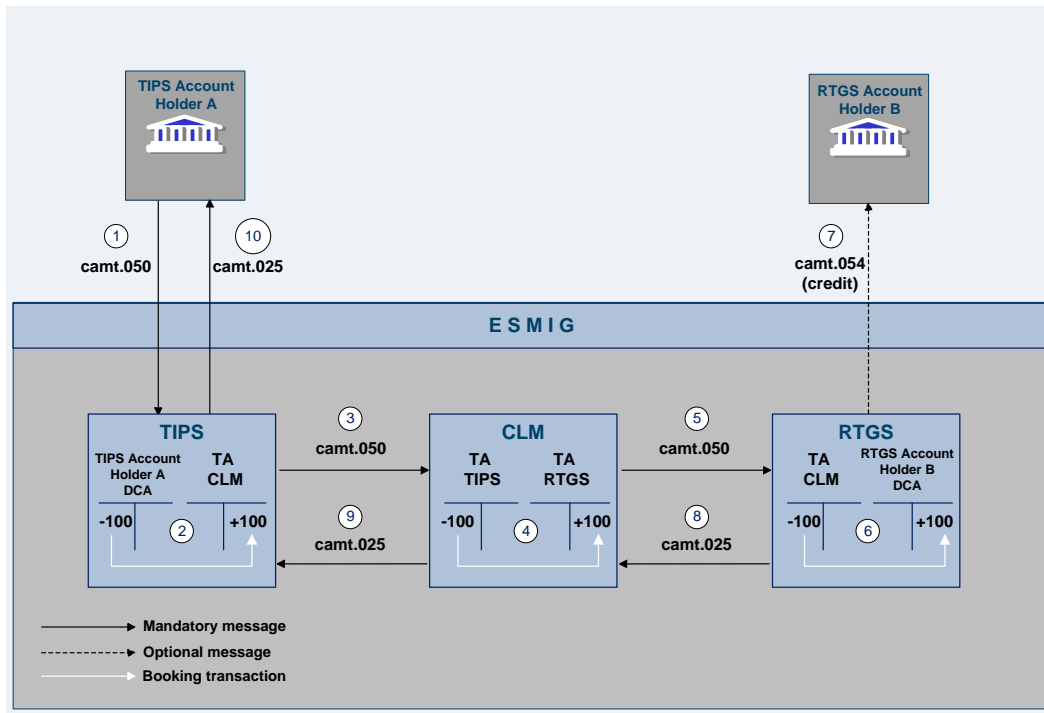 TIPS Account
Holder A
RTGS Account
Holder B
1
camt.050
10
camt.025
7
camt.054
(credit)
E S M I G
TIPS
TIPS Account
Holder A
DCA
TA
CLM
-100
2
+100
3
camt.050
9
camt.025
CLM
TA
TIPS
TA
RTGS
-100
4
+100
5
camt.050
8
camt.025
RTGS
TA
CLM
RTGS Account
Holder B
DCA
-100
6
+100
Mandatory message
Optional message
Booking transaction